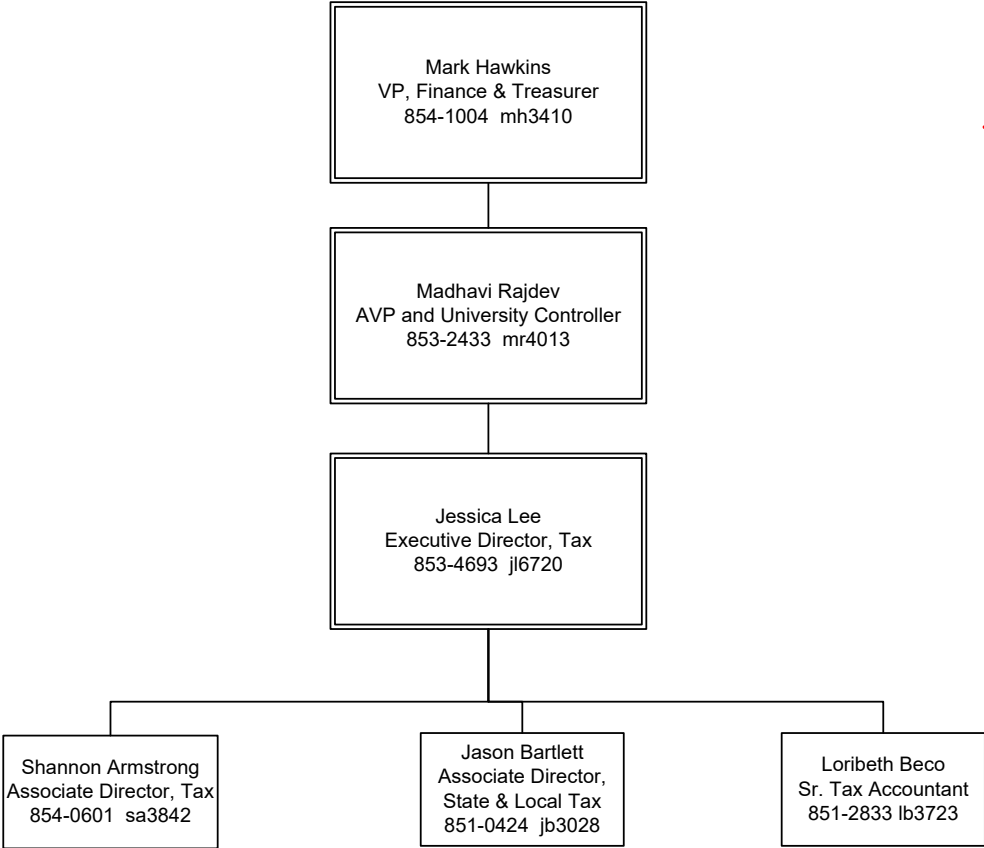 Mark Hawkins
VP, Finance & Treasurer
854-1004  mh3410
Madhavi Rajdev
AVP and University Controller
853-2433  mr4013
Jessica Lee
Executive Director, Tax
853-4693  jl6720
Shannon Armstrong
Associate Director, Tax
854-0601  sa3842
Jason Bartlett
Associate Director,
State & Local Tax
851-0424  jb3028
Loribeth Beco
Sr. Tax Accountant
851-2833 lb3723